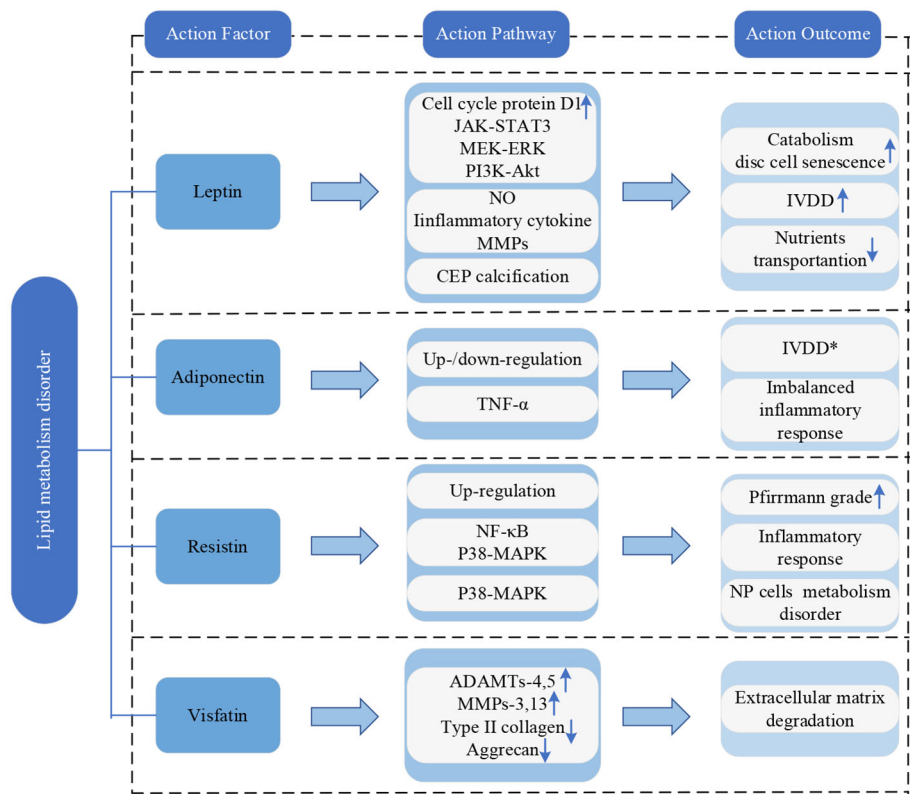 Action Factor
Action Pathway
Action Outcome
Lipid metabolism disorder
Leptin
Cell cycle protein D1↑
JAK-STAT3
MEK-ERK
PI3K-Akt
NO
Iinflammatory cytokine
MMPs
CEP calcification
Catabolism
disc cell senescence↑
IVDD↑
Nutrients
transportantion↓
Adiponectin
Up-/down-regulation
TNF-α
IVDD*
Imbalanced
inflammatory
response
Resistin
Up-regulation
NF-κB
P38-MAPK
P38-MAPK
Pfirrmann grade↑
Inflammatory
response
NP cells metabolism
disorder
Visfatin
ADAMTs-4,5↑
MMPs-3,13↑
Type II collagen↓
Aggrecan↓
Extracellular matrix
degradation